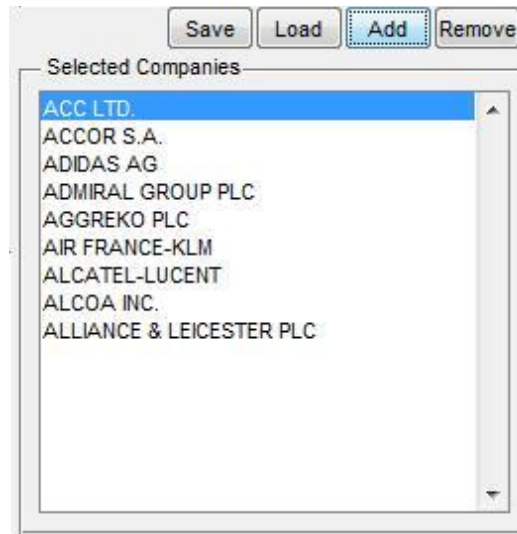 Save Load Add Remove
Selected Companies
ACC LTD.
ACCOR S.A.
ADIDAS AG
ADMIRAL GROUP PLC
AGGREKO PLC
AIR FRANCE-KLM
ALCATEL-LUCENT
ALCOA INC.
ALLIANCE & LEICESTER PLC